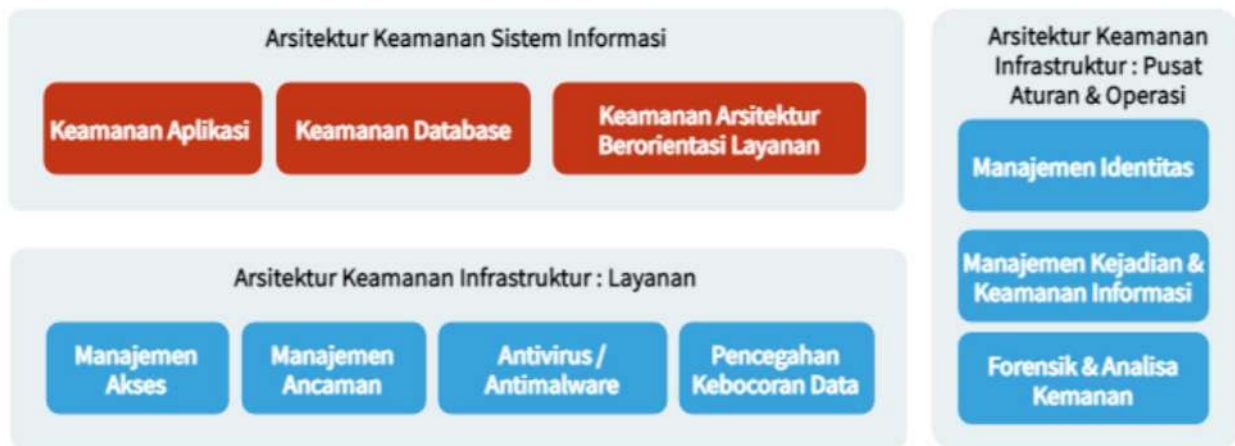 Arsitektur Keamanan Sistem Informasi
Keamanan Aplikasi
Keamanan Database
Keamanan Arsitektur
Berorientasi Layanan
Arsitektur Keamanan Infrastruktur : Layanan
Manajemen
Akses
Manajemen
Ancaman
Antivirus /
Antimalware
Pencegahan
Kebocoran Data
Arsitektur Keamanan
Infrastruktur : Pusat
Aturan & Operasi
Manajemen Identitas
Manajemen Kejadian &
Keamanan Informasi
Forensik & Analisa
Kemanan